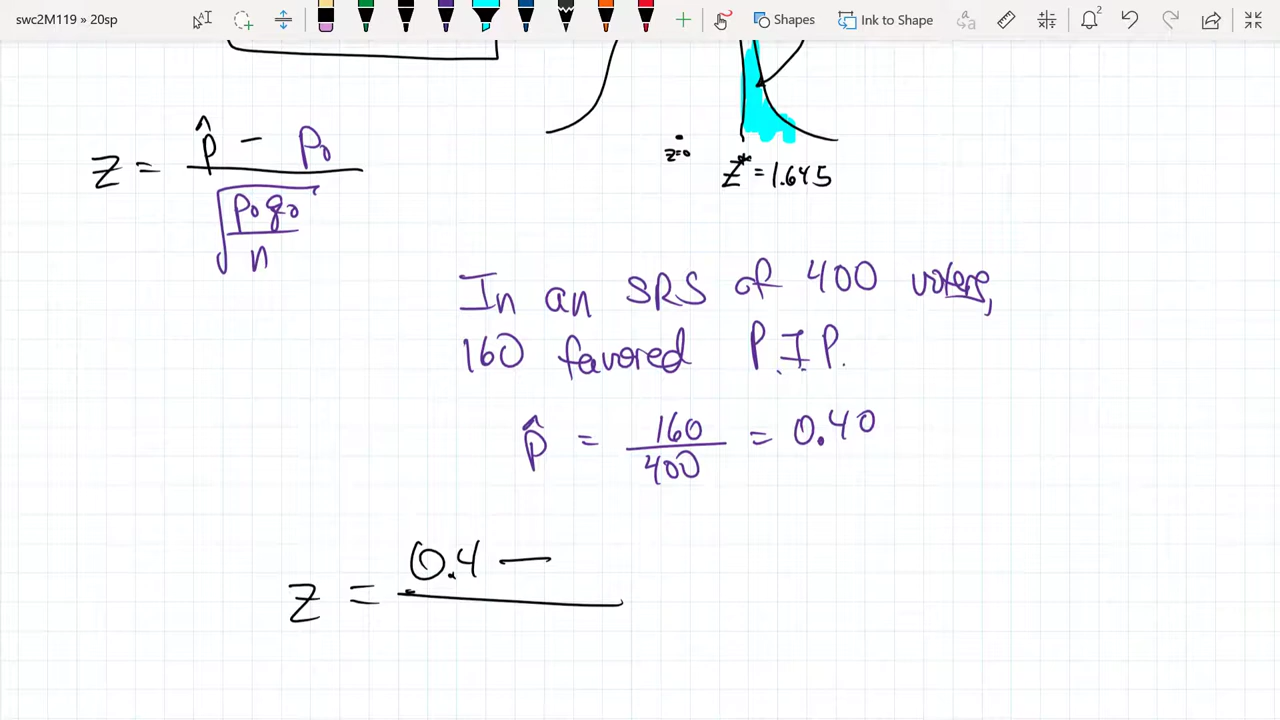 swc2M119 » 20sp
Shapes
Ink to Shape
2
z=0
z* = 1.645
z = (p̂ - p₀) / √(p₀q₀ / n)
In an SRS of 400 voters,
160 favored P.I.P.
p̂ = 160/400 = 0.40
z = 0.4 —